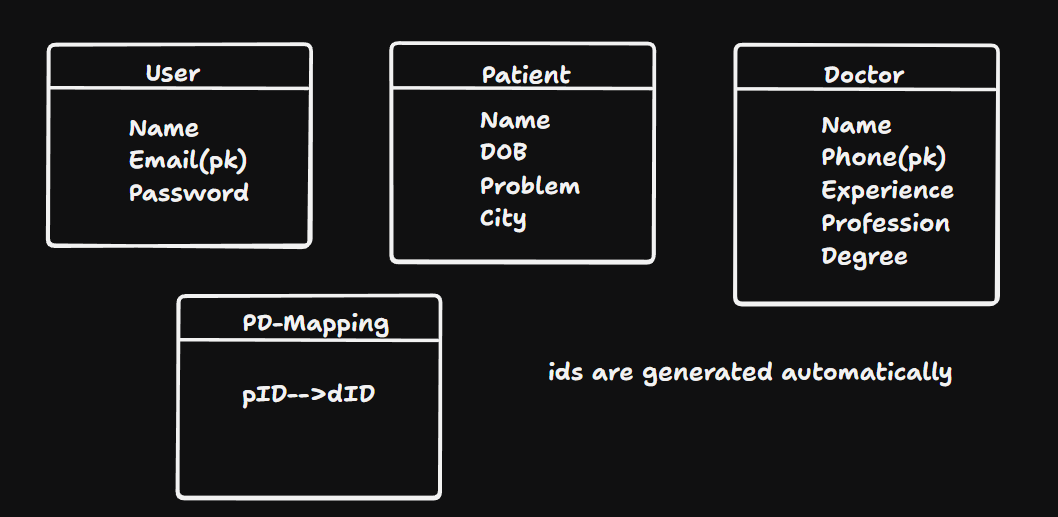 User
Name
Email(pk)
Password
Patient
Name
DOB
Problem
City
Doctor
Name
Phone(pk)
Experience
Profession
Degree
PD-Mapping
pID-->dID
ids are generated automatically